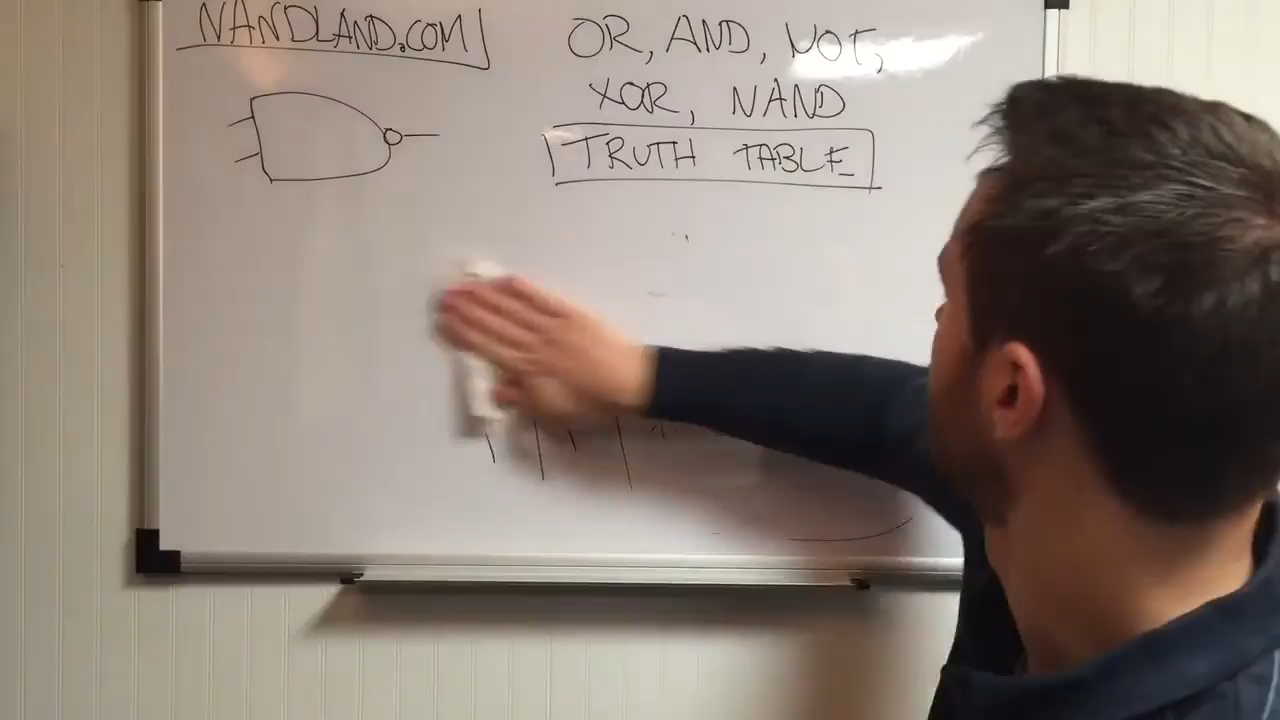 NANDLAND.COM
OR, AND, NOT,
XOR, NAND
TRUTH TABLE